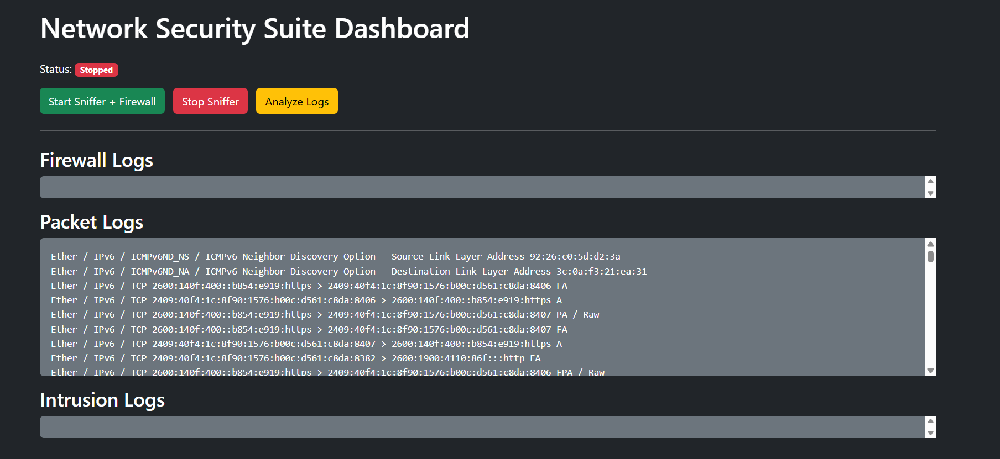 Network Security Suite Dashboard
Status: Stopped
Start Sniffer + Firewall Stop Sniffer Analyze Logs
Firewall Logs
Packet Logs
Ether / IPv6 / ICMPv6ND_NS / ICMPv6 Neighbor Discovery Option - Source Link-Layer Address 92:26:c0:5d:d2:3a
Ether / IPv6 / ICMPv6ND_NA / ICMPv6 Neighbor Discovery Option - Destination Link-Layer Address 3c:0a:f3:21:ea:31
Ether / IPv6 / TCP 2600:140f:400::b854:e919:https > 2409:40f4:1c:8f90:1576:b00c:d561:c8da:8406 FA
Ether / IPv6 / TCP 2409:40f4:1c:8f90:1576:b00c:d561:c8da:8406 > 2600:140f:400::b854:e919:https A
Ether / IPv6 / TCP 2600:140f:400::b854:e919:https > 2409:40f4:1c:8f90:1576:b00c:d561:c8da:8407 PA / Raw
Ether / IPv6 / TCP 2600:140f:400::b854:e919:https > 2409:40f4:1c:8f90:1576:b00c:d561:c8da:8407 FA
Ether / IPv6 / TCP 2409:40f4:1c:8f90:1576:b00c:d561:c8da:8407 > 2600:140f:400::b854:e919:https A
Ether / IPv6 / TCP 2409:40f4:1c:8f90:1576:b00c:d561:c8da:8382 > 2600:1900:4110:86f:::http FA
Ether / IPv6 / TCP 2600:140f:400::b854:e919:https > 2409:40f4:1c:8f90:1576:b00c:d561:c8da:8406 FPA / Raw
Intrusion Logs